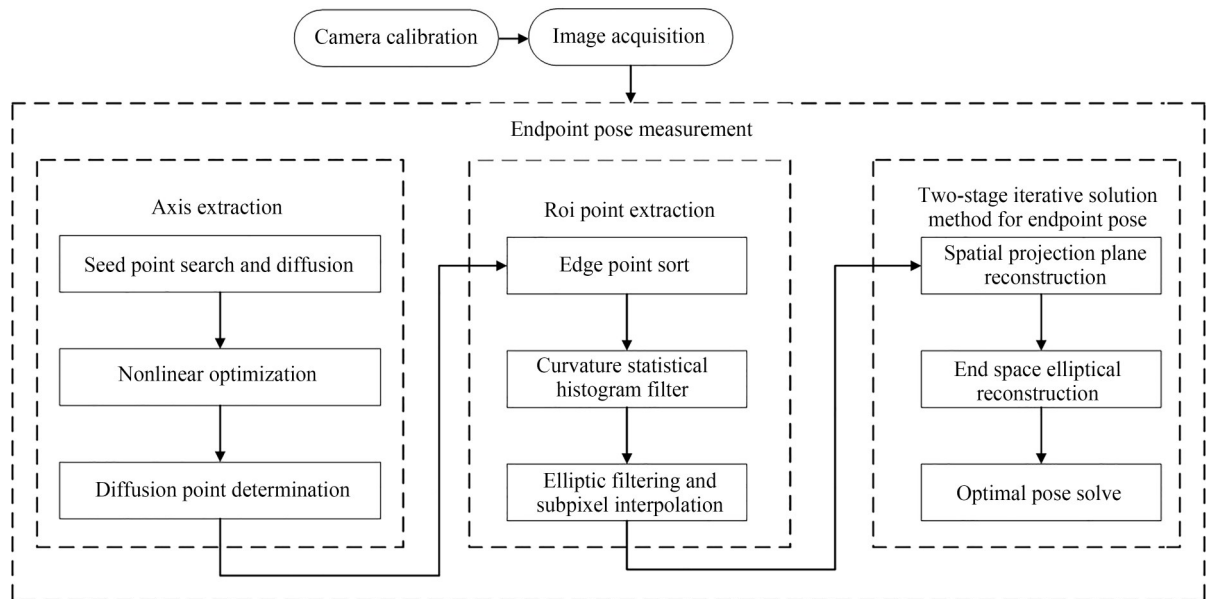 Camera calibration
Image acquisition
Endpoint pose measurement
Axis extraction
Seed point search and diffusion
Nonlinear optimization
Diffusion point determination
Roi point extraction
Edge point sort
Curvature statistical
histogram filter
Elliptic filtering and
subpixel interpolation
Two-stage iterative solution
method for endpoint pose
Spatial projection plane
reconstruction
End space elliptical
reconstruction
Optimal pose solve